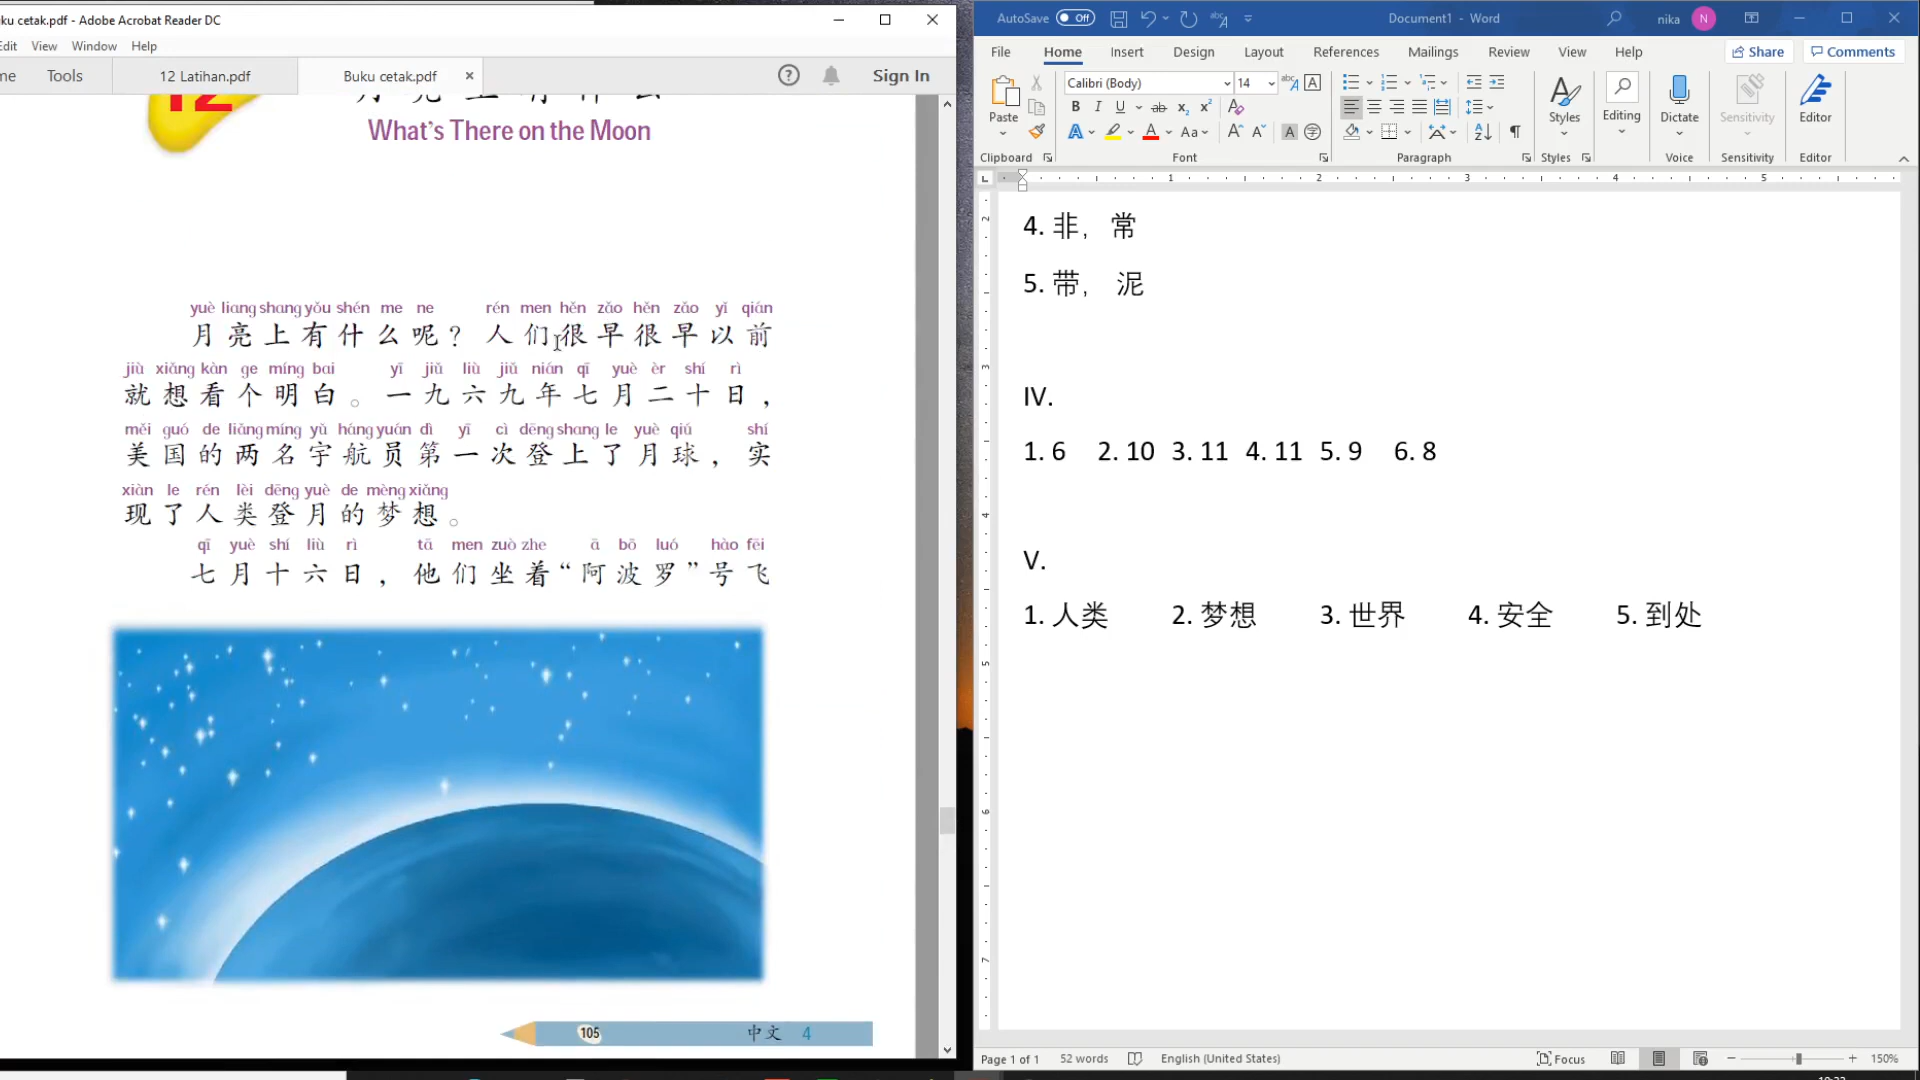 ku cetak.pdf - Adobe Acrobat Reader DC
Edit View Window Help
me Tools 12 Latihan.pdf Buku cetak.pdf × Sign In
12 月亮上有什么
What's There on the Moon
yuè liang shang yǒu shén me ne rén men hěn zǎo hěn zǎo yǐ qián
月亮上有什么呢？人们很早很早以前
jiù xiǎng kàn ge míng bai yī jiǔ liù jiǔ nián qī yuè èr shí rì
就想看个明白。一九六九年七月二十日，
měi guó de liǎng míng yǔ háng yuán dì yī cì dēng shang le yuè qiú shí
美国的两名宇航员第一次登上了月球，实
xiàn le rén lèi dēng yuè de mèng xiǎng
现了人类登月的梦想。
qī yuè shí liù rì tā men zuò zhe ā bō luó hào fēi
七月十六日，他们坐着“阿波罗”号飞
105 中文 4
AutoSave Off Document1 - Word nika N
File Home Insert Design Layout References Mailings Review View Help Share Comments
Paste Calibri (Body) 14 Styles Editing Dictate Sensitivity Editor
Clipboard Font Paragraph Styles Voice Sensitivity Editor
4. 非， 常
5. 带， 泥
IV.
1. 6 2. 10 3. 11 4. 11 5. 9 6. 8
V.
1. 人类 2. 梦想 3. 世界 4. 安全 5. 到处
Page 1 of 1 52 words English (United States) Focus 150%